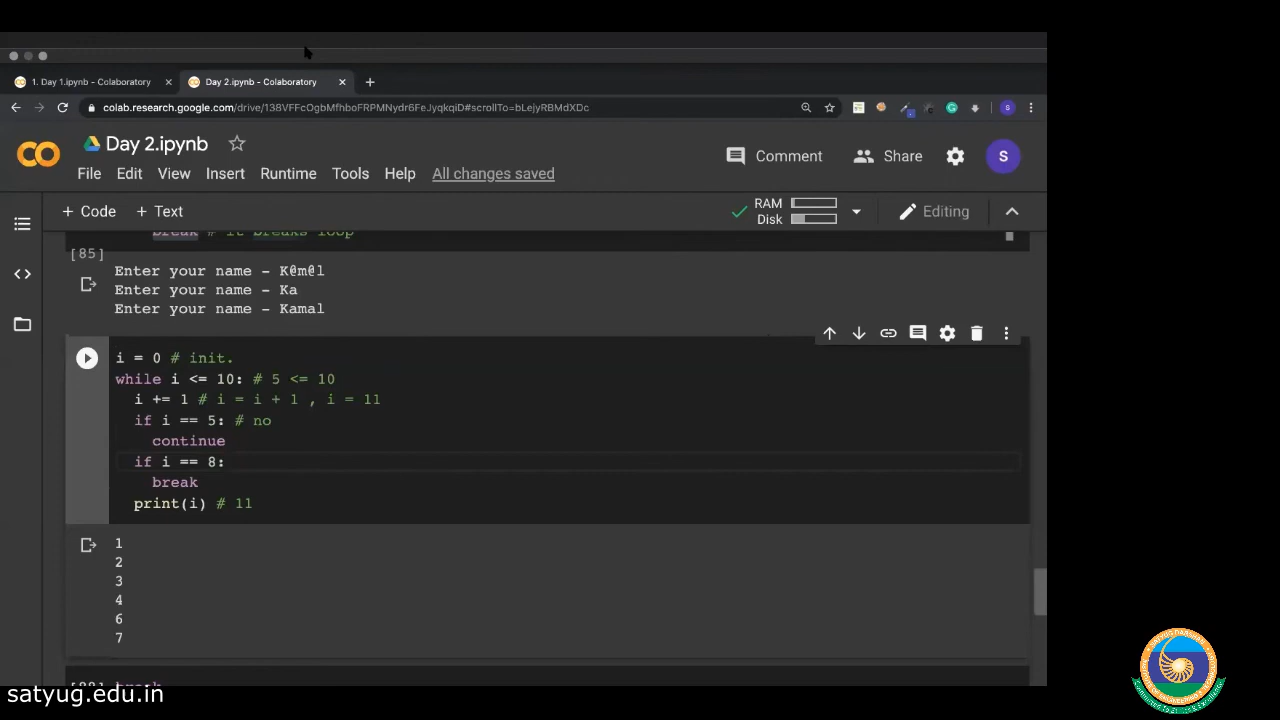 1. Day 1.ipynb - Colaboratory
Day 2.ipynb - Colaboratory
colab.research.google.com/drive/138VFFcOgbMfhboFRPMNydr6FeJyqkqiD#scrollTo=bLejyRBMdXDc
Day 2.ipynb
Comment
Share
S
File Edit View Insert Runtime Tools Help All changes saved
+ Code + Text
RAM
Disk
Editing
break # it breaks loop
[85]
Enter your name - K@m@l
Enter your name - Ka
Enter your name - Kamal
i = 0 # init.
while i <= 10: # 5 <= 10
i += 1 # i = i + 1 , i = 11
if i == 5: # no
continue
if i == 8:
break
print(i) # 11
1
2
3
4
6
7
satyug.edu.in